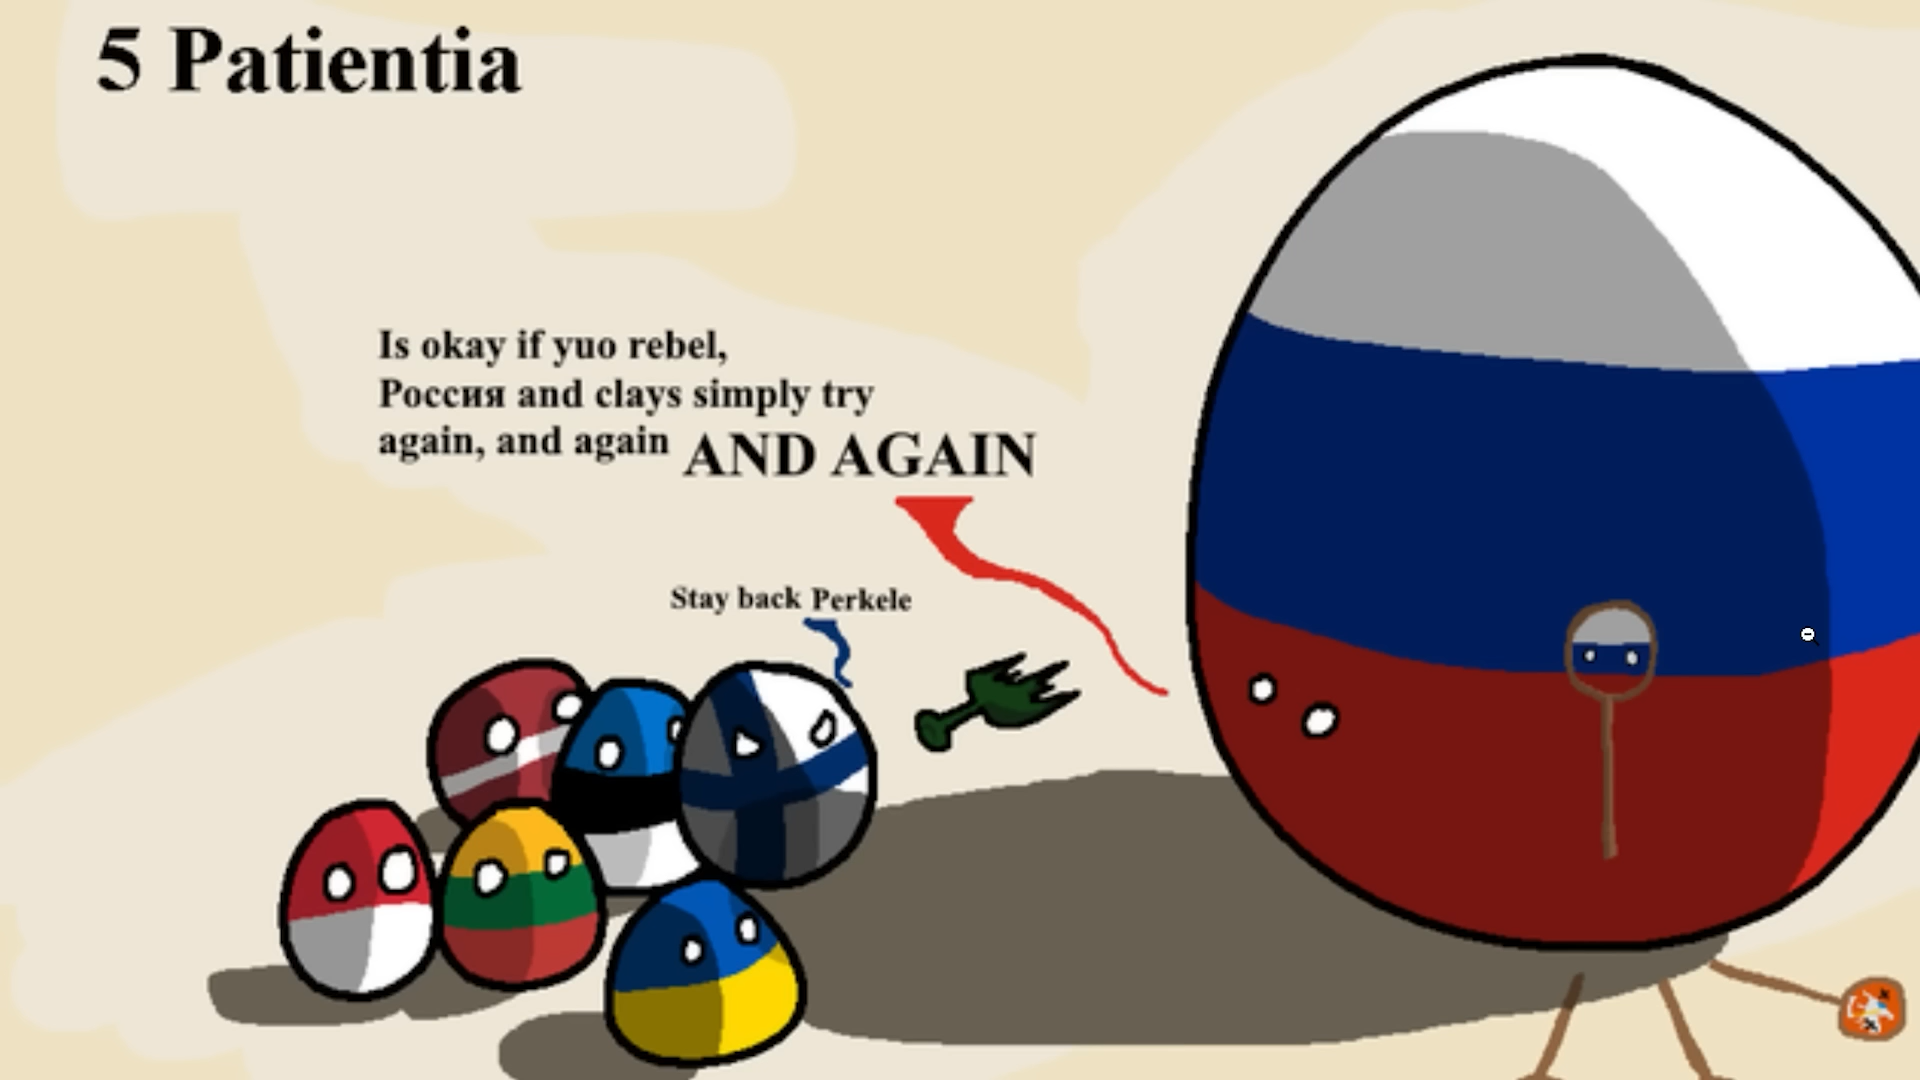 5 Patientia
Is okay if yuo rebel,
Россия and clays simply try
again, and again AND AGAIN
Stay back Perkele